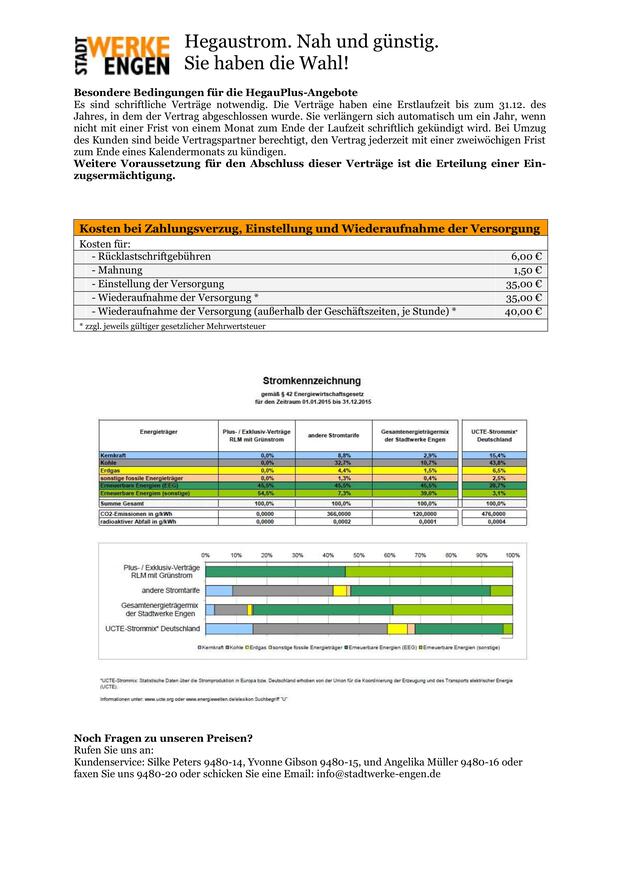 STADT WERKE ENGEN
Hegaustrom. Nah und günstig.
Sie haben die Wahl!
Besondere Bedingungen für die HegauPlus-Angebote
Es sind schriftliche Verträge notwendig. Die Verträge haben eine Erstlaufzeit bis zum 31.12. des
Jahres, in dem der Vertrag abgeschlossen wurde. Sie verlängern sich automatisch um ein Jahr, wenn
nicht mit einer Frist von einem Monat zum Ende der Laufzeit schriftlich gekündigt wird. Bei Umzug
des Kunden sind beide Vertragspartner berechtigt, den Vertrag jederzeit mit einer zweiwöchigen Frist
zum Ende eines Kalendermonats zu kündigen.
Weitere Voraussetzung für den Abschluss dieser Verträge ist die Erteilung einer Ein-
zugsermächtigung.
Kosten bei Zahlungsverzug, Einstellung und Wiederaufnahme der Versorgung
Kosten für:
- Rücklastschriftgebühren 6,00 €
- Mahnung 1,50 €
- Einstellung der Versorgung 35,00 €
- Wiederaufnahme der Versorgung * 35,00 €
- Wiederaufnahme der Versorgung (außerhalb der Geschäftszeiten, je Stunde) * 40,00 €
* zzgl. jeweils gültiger gesetzlicher Mehrwertsteuer
Stromkennzeichnung
gemäß § 42 Energiewirtschaftsgesetz
für den Zeitraum 01.01.2015 bis 31.12.2015
Energieträger Plus- / Exklusiv-Verträge RLM mit Grünstrom andere Stromtarife Gesamtenergieträgermix der Stadtwerke Engen UCTE-Strommix* Deutschland
Kernkraft 0,0% 8,8% 2,9% 15,4%
Kohle 0,0% 32,7% 10,7% 43,8%
Erdgas 0,0% 4,4% 1,5% 6,5%
sonstige fossile Energieträger 0,0% 1,3% 0,4% 2,5%
Erneuerbare Energien (EEG) 45,5% 45,5% 45,5% 28,7%
Erneuerbare Energien (sonstige) 54,5% 7,3% 39,0% 3,1%
Summe Gesamt 100,0% 100,0% 100,0% 100,0%
CO2-Emissionen in g/kWh 0,0000 366,0000 120,0000 476,0000
radioaktiver Abfall in g/kWh 0,0000 0,0002 0,0001 0,0004
0% 10% 20% 30% 40% 50% 60% 70% 80% 90% 100%
Plus- / Exklusiv-Verträge
RLM mit Grünstrom
andere Stromtarife
Gesamtenergieträgermix
der Stadtwerke Engen
UCTE-Strommix* Deutschland
Kernkraft Kohle Erdgas sonstige fossile Energieträger Erneuerbare Energien (EEG) Erneuerbare Energien (sonstige)
*UCTE-Strommix: Statistische Daten über die Stromproduktion in Europa bzw. Deutschland erhoben von der Union für die Koordinierung der Erzeugung und des Transports elektrischer Energie
(UCTE).
Informationen unter: www.ucte.org oder www.energiewelten.de/elexikon Suchbegriff "U"
Noch Fragen zu unseren Preisen?
Rufen Sie uns an:
Kundenservice: Silke Peters 9480-14, Yvonne Gibson 9480-15, und Angelika Müller 9480-16 oder
faxen Sie uns 9480-20 oder schicken Sie eine Email: info@stadtwerke-engen.de